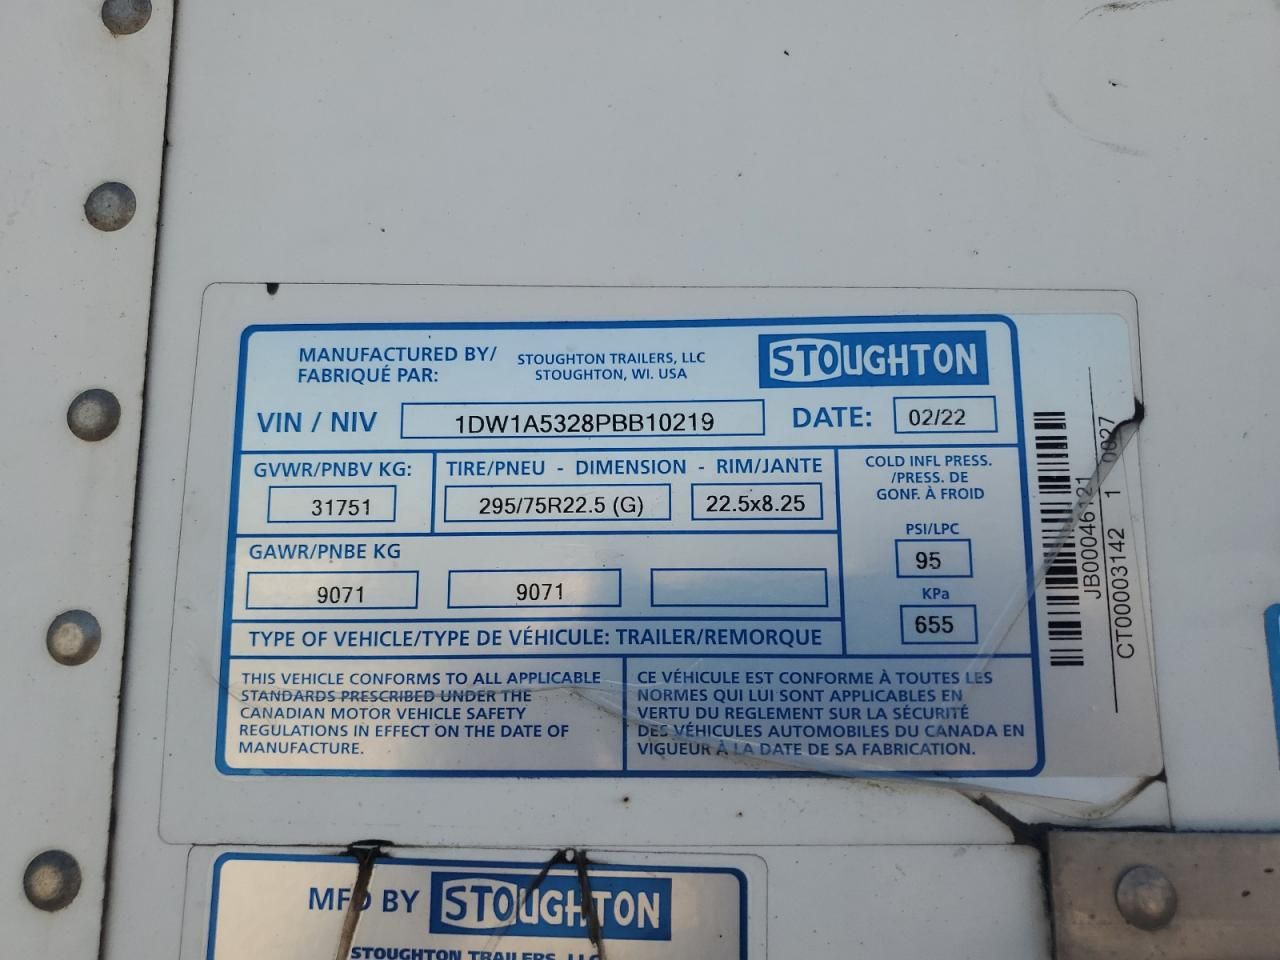 MANUFACTURED BY/
FABRIQUÉ PAR:
STOUGHTON TRAILERS, LLC
STOUGHTON, WI. USA
STOUGHTON
VIN / NIV
1DW1A5328PBB10219
DATE:
02/22
GVWR/PNBV KG:
31751
TIRE/PNEU - DIMENSION - RIM/JANTE
295/75R22.5 (G)
22.5x8.25
COLD INFL PRESS.
/PRESS. DE
GONF. À FROID
PSI/LPC
95
KPa
655
GAWR/PNBE KG
9071
9071
TYPE OF VEHICLE/TYPE DE VÉHICULE: TRAILER/REMORQUE
THIS VEHICLE CONFORMS TO ALL APPLICABLE
STANDARDS PRESCRIBED UNDER THE
CANADIAN MOTOR VEHICLE SAFETY
REGULATIONS IN EFFECT ON THE DATE OF
MANUFACTURE.
CE VÉHICULE EST CONFORME À TOUTES LES
NORMES QUI LUI SONT APPLICABLES EN
VERTU DU REGLEMENT SUR LA SÉCURITÉ
DES VÉHICULES AUTOMOBILES DU CANADA EN
VIGUEUR À LA DATE DE SA FABRICATION.
JB00046121
CT00003142 1 0027
MFD BY STOUGHTON
STOUGHTON TRAILERS, LLC